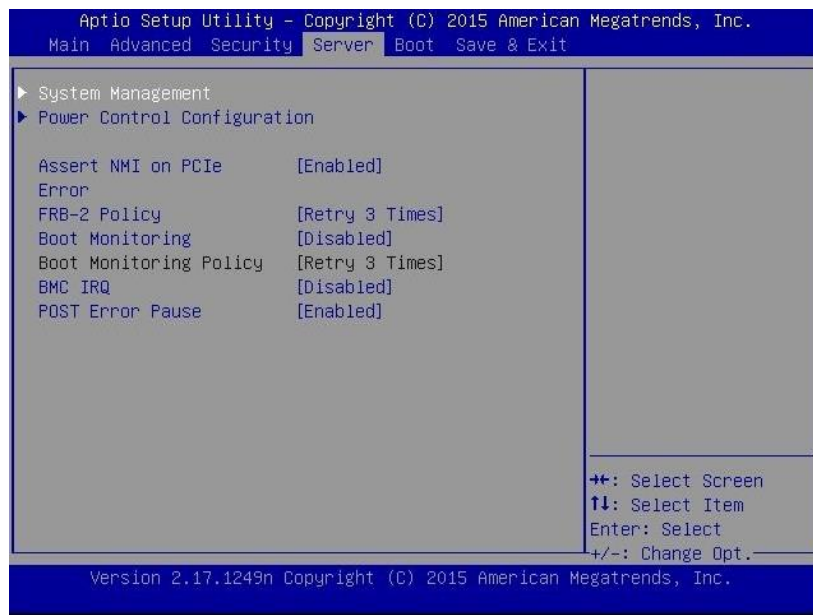 Aptio Setup Utility – Copyright (C) 2015 American Megatrends, Inc.
Main Advanced Security Server Boot Save & Exit
System Management
Power Control Configuration
Assert NMI on PCIe [Enabled]
Error
FRB-2 Policy [Retry 3 Times]
Boot Monitoring [Disabled]
Boot Monitoring Policy [Retry 3 Times]
BMC IRQ [Disabled]
POST Error Pause [Enabled]
→←: Select Screen
↑↓: Select Item
Enter: Select
+/-: Change Opt.
Version 2.17.1249n Copyright (C) 2015 American Megatrends, Inc.